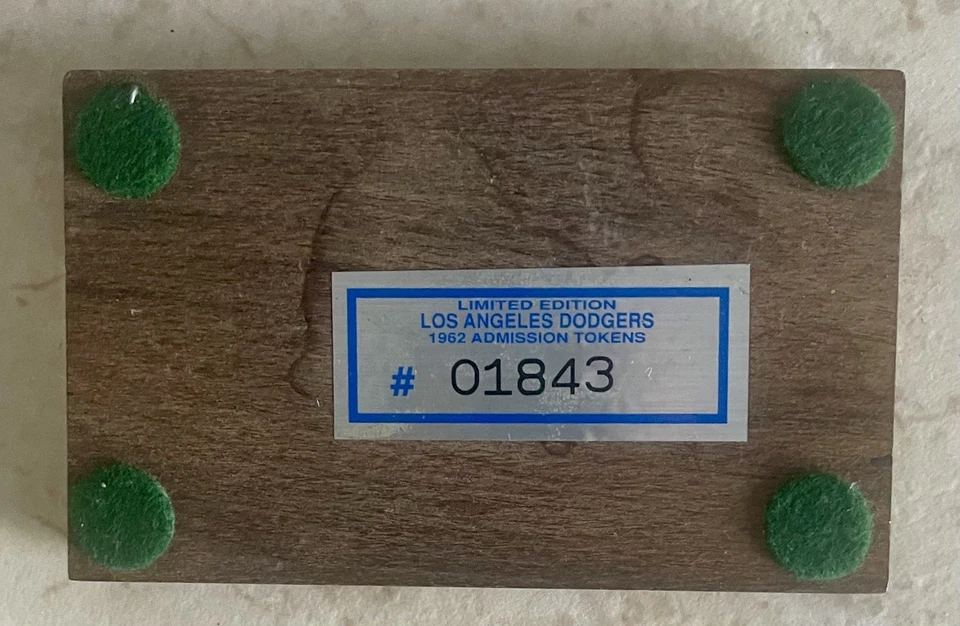 LIMITED EDITION
LOS ANGELES DODGERS
1962 ADMISSION TOKENS
# 01843